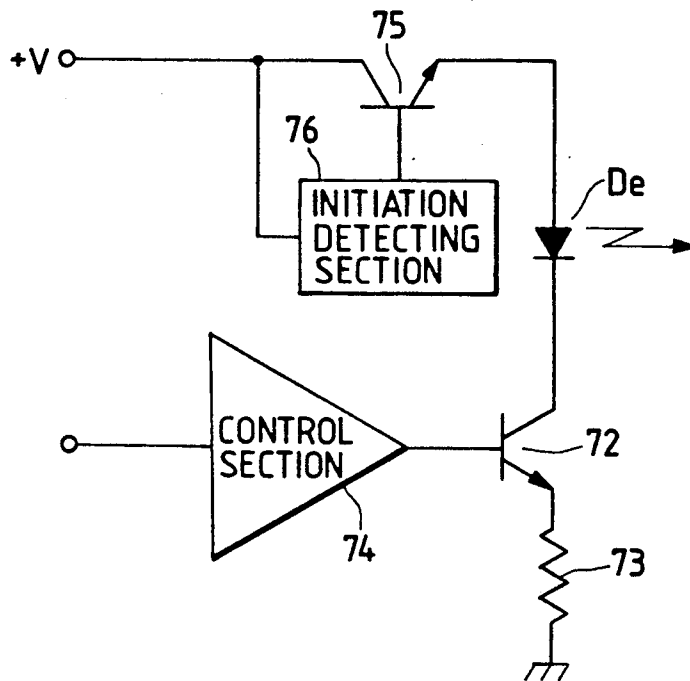 75
+V
76
INITIATION
DETECTING
SECTION
De
CONTROL
SECTION
72
74
73